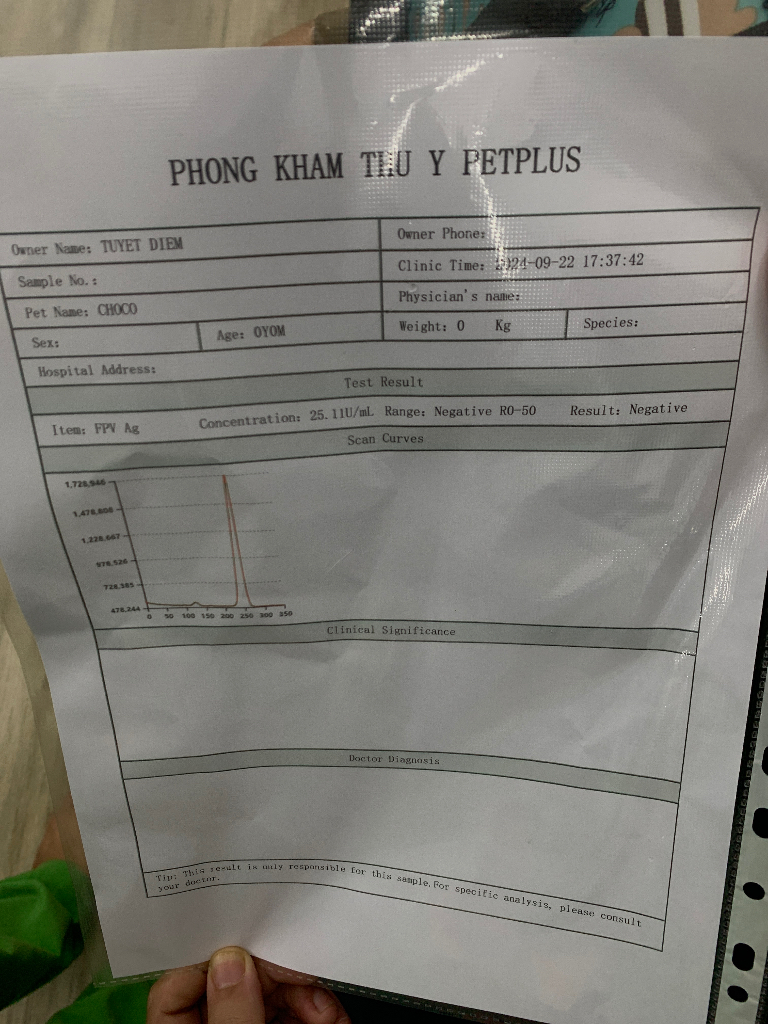 PHONG KHAM THU Y PETPLUS
Owner Name: TUYET DIEM
Owner Phone:
Sample No.:
Clinic Time: 2024-09-22 17:37:42
Pet Name: CHOCO
Physician's name:
Sex:
Age: 0Y0M
Weight: 0 Kg
Species:
Hospital Address:
Test Result
Item: FPV Ag Concentration: 25.11U/mL Range: Negative R0-50 Result: Negative
Scan Curves
1,728,946
1,478,806
1,228,667
978,526
728,385
478,244
0 50 100 150 200 250 300 350
Clinical Significance
Doctor Diagnosis
Tip: This result is only responsible for this sample.For specific analysis, please consult
your doctor.